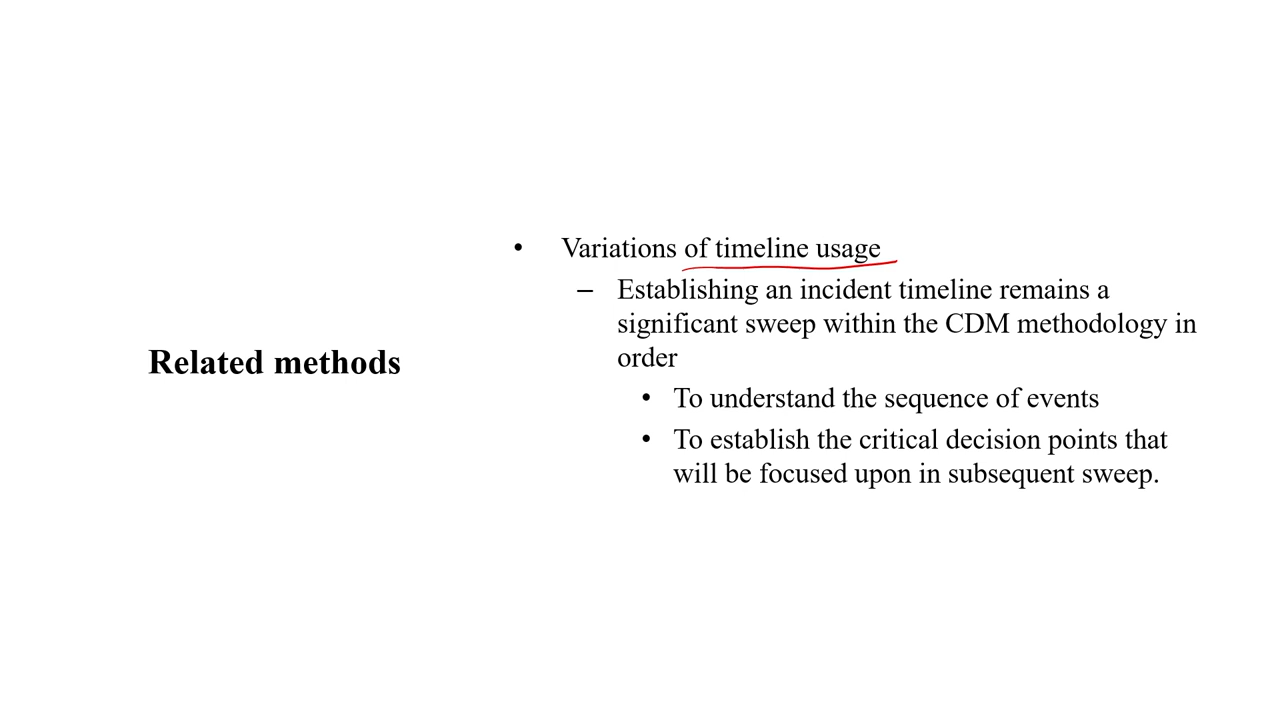 Related methods
• Variations of timeline usage
– Establishing an incident timeline remains a
significant sweep within the CDM methodology in
order
• To understand the sequence of events
• To establish the critical decision points that
will be focused upon in subsequent sweep.